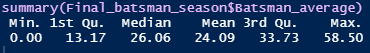 summary(Final_batsman_season$Batsman_average)
Min. 1st Qu. Median Mean 3rd Qu. Max.
0.00 13.17 26.06 24.09 33.73 58.50